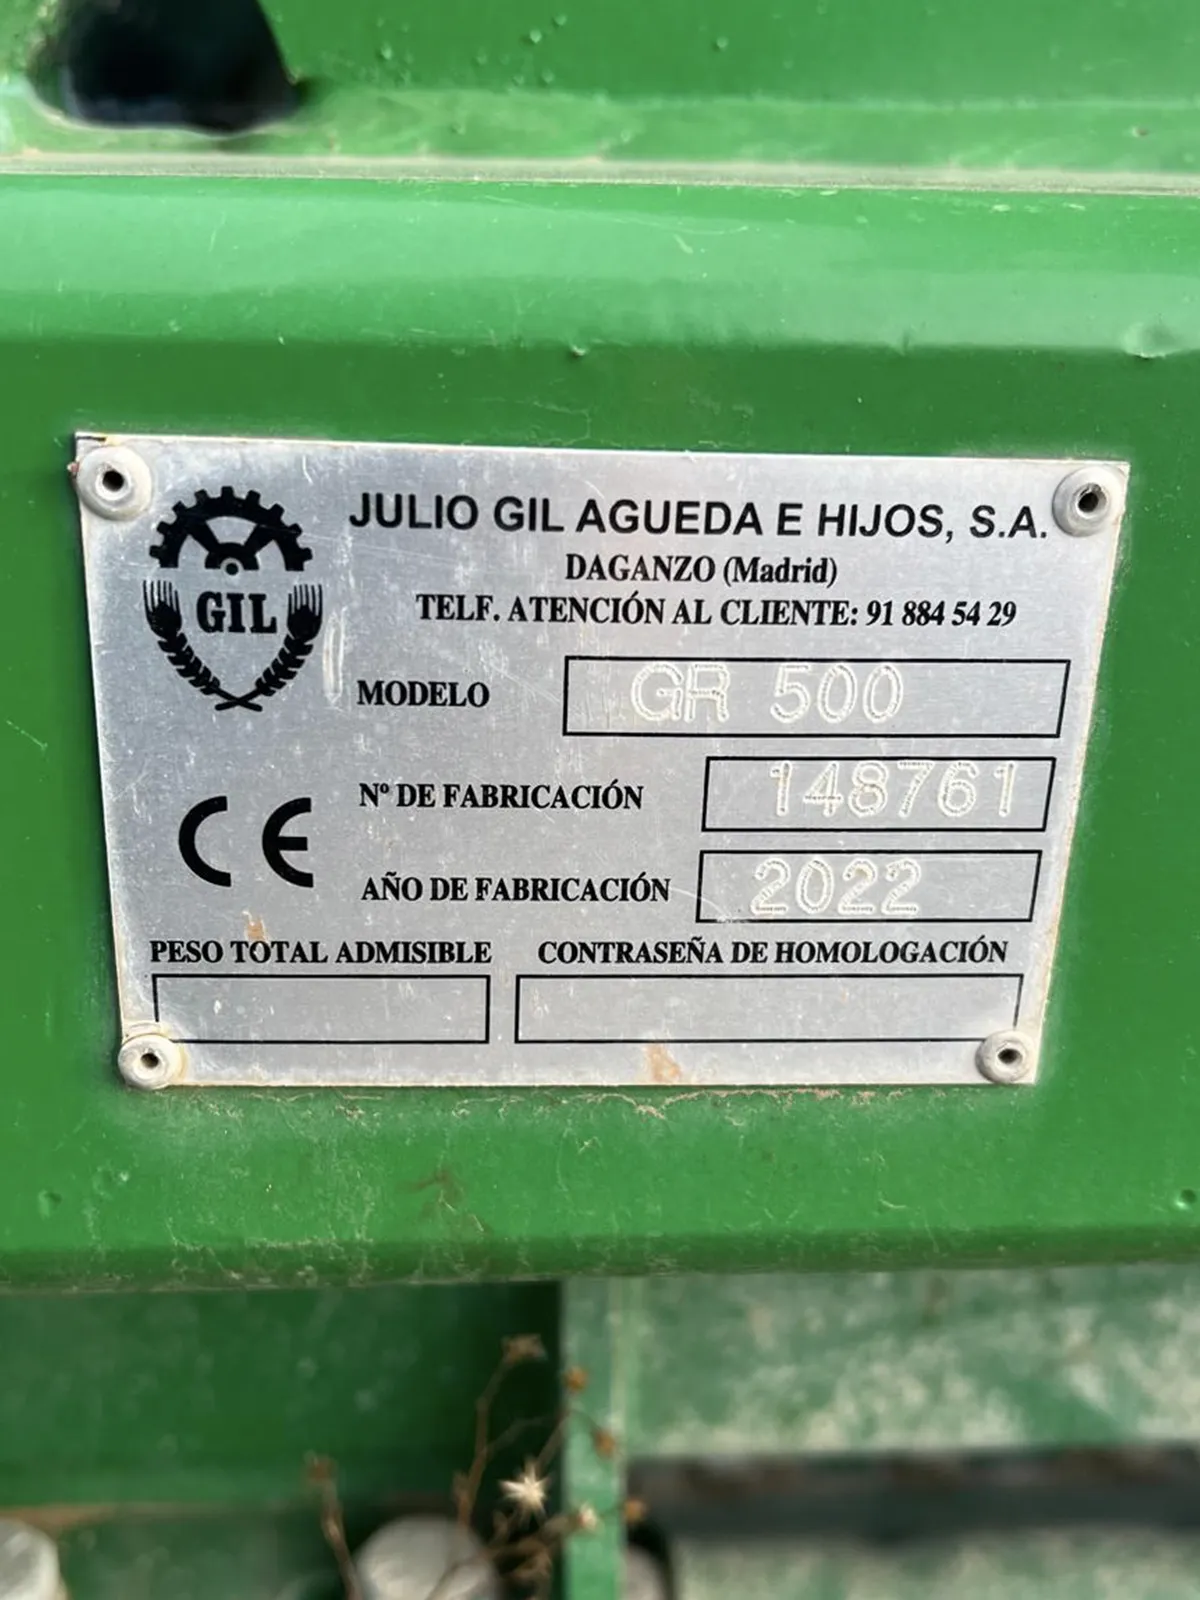 JULIO GIL AGUEDA E HIJOS, S.A.
DAGANZO (Madrid)
TELF. ATENCIÓN AL CLIENTE: 91 884 54 29
GIL
MODELO GR 500
Nº DE FABRICACIÓN 148761
CE
AÑO DE FABRICACIÓN 2022
PESO TOTAL ADMISIBLE CONTRASEÑA DE HOMOLOGACIÓN